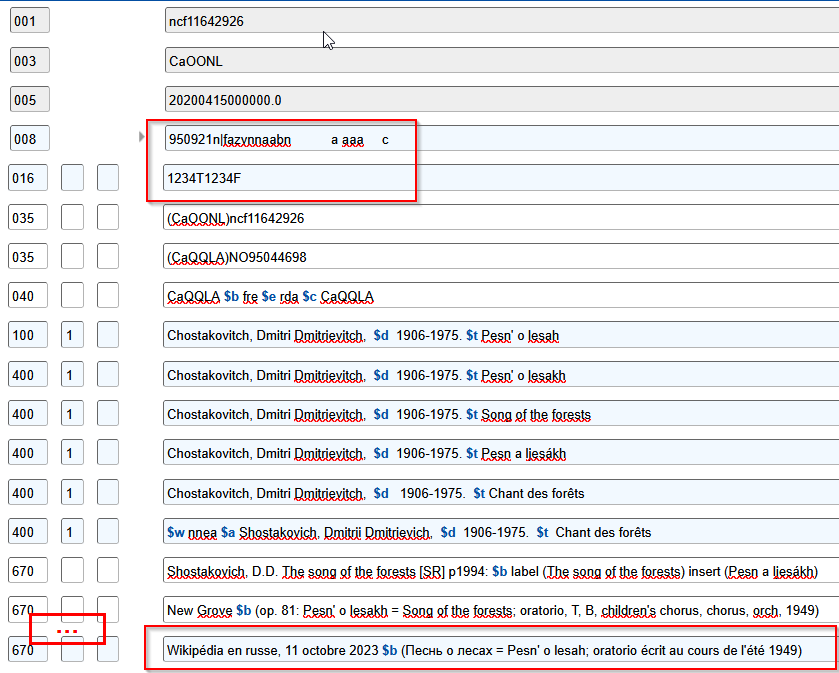 001 ncf11642926
003 CaOONL
005 20200415000000.0
008 950921n|fazvnnaabn a aaa c
016 1234T1234F
035 (CaOONL)ncf11642926
035 (CaQQLA)NO95044698
040 CaQQLA $b fre $e rda $c CaQQLA
100 1 Chostakovitch, Dmitri Dmitrievitch, $d 1906-1975. $t Pesn' o lesah
400 1 Chostakovitch, Dmitri Dmitrievitch, $d 1906-1975. $t Pesn' o lesakh
400 1 Chostakovitch, Dmitri Dmitrievitch, $d 1906-1975. $t Song of the forests
400 1 Chostakovitch, Dmitri Dmitrievitch, $d 1906-1975. $t Pesn a ljesákh
400 1 Chostakovitch, Dmitri Dmitrievitch, $d 1906-1975. $t Chant des forêts
400 1 $w nnea $a Shostakovich, Dmitrii Dmitrievich, $d 1906-1975. $t Chant des forêts
670 Shostakovich, D.D. The song of the forests [SR] p1994: $b label (The song of the forests) insert (Pesn a ljesákh)
670 New Grove $b (op. 81: Pesn' o lesakh = Song of the forests; oratorio, T, B, children's chorus, chorus, orch, 1949)
...
670 Wikipédia en russe, 11 octobre 2023 $b (Песнь о лесах = Pesn' o lesah; oratorio écrit au cours de l'été 1949)